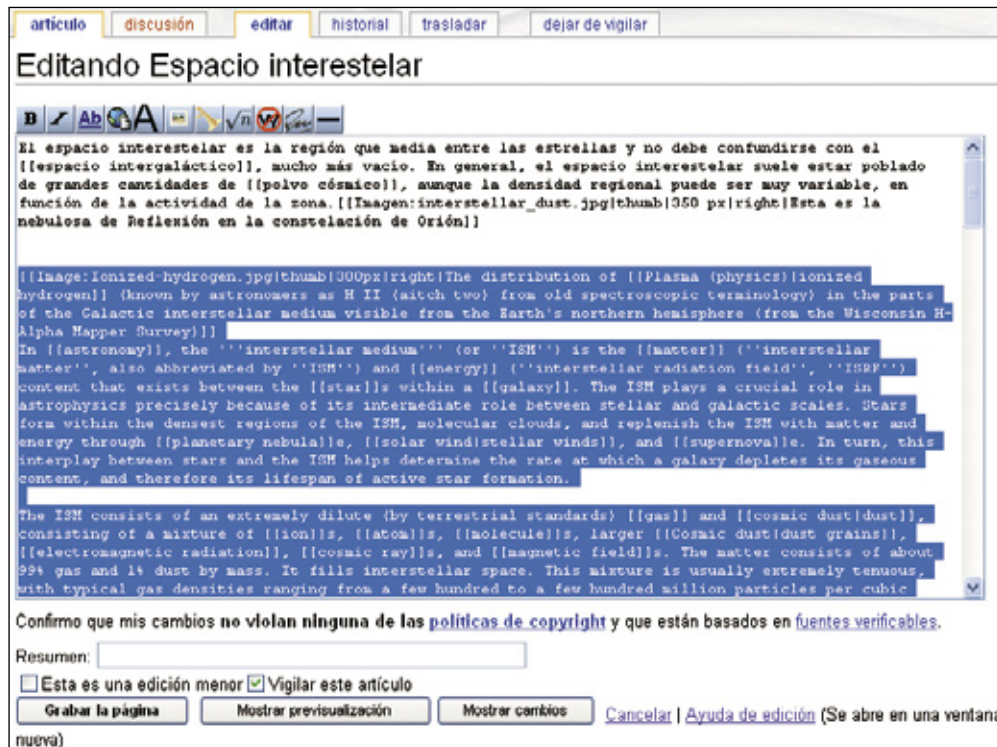 artículo discusión editar historial trasladar dejar de vigilar
Editando Espacio interestelar
B I Ab A √n W —
El espacio interestelar es la región que media entre las estrellas y no debe confundirse con el
[[espacio intergaláctico]], mucho más vacío. En general, el espacio interestelar suele estar poblado
de grandes cantidades de [[polvo cósmico]], aunque la densidad regional puede ser muy variable, en
función de la actividad de la zona.[[Imagen:interstellar_dust.jpg|thumb|350 px|right|Esta es la
nebulosa de Reflexión en la constelación de Orión]]
[[Image:Ionized-hydrogen.jpg|thumb|300px|right|The distribution of [[Plasma (physics)|ionized
hydrogen]] (known by astronomers as H II (aitch two) from old spectroscopic terminology) in the parts
of the Galactic interstellar medium visible from the Earth's northern hemisphere (from the Wisconsin H-
Alpha Mapper Survey)]]
In [[astronomy]], the '''interstellar medium''' (or ''ISM'') is the [[matter]] (''interstellar
matter'', also abbreviated by ''ISM'') and [[energy]] (''interstellar radiation field'', ''ISRF'')
content that exists between the [[star]]s within a [[galaxy]]. The ISM plays a crucial role in
astrophysics precisely because of its intermediate role between stellar and galactic scales. Stars
form within the densest regions of the ISM, molecular clouds, and replenish the ISM with matter and
energy through [[planetary nebula]]e, [[solar wind|stellar winds]], and [[supernova]]e. In turn, this
interplay between stars and the ISM helps determine the rate at which a galaxy depletes its gaseous
content, and therefore its lifespan of active star formation.
The ISM consists of an extremely dilute (by terrestrial standards) [[gas]] and [[cosmic dust|dust]],
consisting of a mixture of [[ion]]s, [[atom]]s, [[molecule]]s, larger [[Cosmic dust|dust grains]],
[[electromagnetic radiation]], [[cosmic ray]]s, and [[magnetic field]]s. The matter consists of about
99% gas and 1% dust by mass. It fills interstellar space. This mixture is usually extremely tenuous,
with typical gas densities ranging from a few hundred to a few hundred million particles per cubic
Confirmo que mis cambios no violan ninguna de las políticas de copyright y que están basados en fuentes verificables.
Resumen:
Esta es una edición menor Vigilar este artículo
Grabar la página Mostrar previsualización Mostrar cambios Cancelar | Ayuda de edición (Se abre en una ventana
nueva)